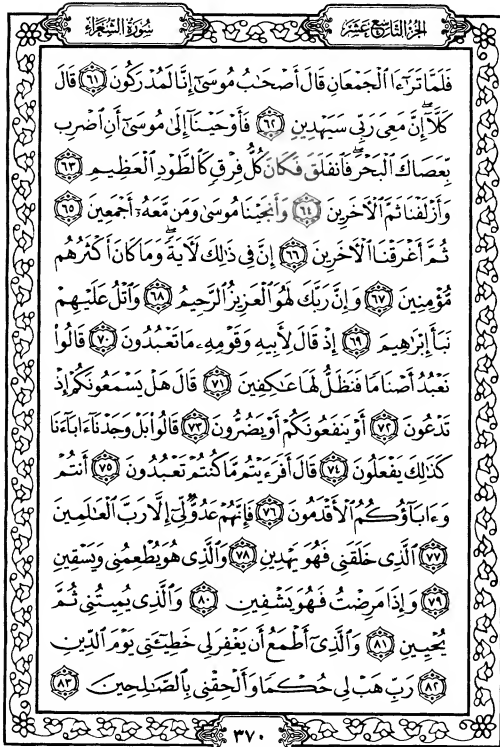 الجزء التاسع عشر
سورة الشعراء
فَلَمَّا تَرَٰٓءَا ٱلْجَمْعَانِ قَالَ أَصْحَـٰبُ مُوسَىٰٓ إِنَّا لَمُدْرَكُونَ ٦١ قَالَ
كَلَّآ ۖ إِنَّ مَعِىَ رَبِّى سَيَهْدِينِ ٦٢ فَأَوْحَيْنَآ إِلَىٰ مُوسَىٰٓ أَنِ ٱضْرِب
بِّعَصَاكَ ٱلْبَحْرَ ۖ فَٱنفَلَقَ فَكَانَ كُلُّ فِرْقٍ كَٱلطَّوْدِ ٱلْعَظِيمِ ٦٣
وَأَزْلَفْنَا ثَمَّ ٱلْأَخَرِينَ ٦٤ وَأَنجَيْنَا مُوسَىٰ وَمَن مَّعَهُۥٓ أَجْمَعِينَ ٦٥
ثُمَّ أَغْرَقْنَا ٱلْأَخَرِينَ ٦٦ إِنَّ فِى ذَٰلِكَ لَأَيَةً ۖ وَمَا كَانَ أَكْثَرُهُم
مُّؤْمِنِينَ ٦٧ وَإِنَّ رَبَّكَ لَهُوَ ٱلْعَزِيزُ ٱلرَّحِيمُ ٦٨ وَٱتْلُ عَلَيْهِمْ
نَبَأَ إِبْرَٰهِيمَ ٦٩ إِذْ قَالَ لِأَبِيهِ وَقَوْمِهِۦ مَا تَعْبُدُونَ ٧٠ قَالُوا۟
نَعْبُدُ أَصْنَامًا فَنَظَلُّ لَهَا عَـٰكِفِينَ ٧١ قَالَ هَلْ يَسْمَعُونَكُمْ إِذْ
تَدْعُونَ ٧٢ أَوْ يَنفَعُونَكُمْ أَوْ يَضُرُّونَ ٧٣ قَالُوا۟ بَلْ وَجَدْنَآ ءَابَآءَنَا
كَذَٰلِكَ يَفْعَلُونَ ٧٤ قَالَ أَفَرَءَيْتُم مَّا كُنتُمْ تَعْبُدُونَ ٧٥ أَنتُمْ
وَءَابَآؤُكُمُ ٱلْأَقْدَمُونَ ٧٦ فَإِنَّهُمْ عَدُوٌّ لِّىٓ إِلَّا رَبَّ ٱلْعَـٰلَمِينَ
٧٧ ٱلَّذِى خَلَقَنِى فَهُوَ يَهْدِينِ ٧٨ وَٱلَّذِى هُوَ يُطْعِمُنِى وَيَسْقِينِ
٧٩ وَإِذَا مَرِضْتُ فَهُوَ يَشْفِينِ ٨٠ وَٱلَّذِى يُمِيتُنِى ثُمَّ
يُحْيِينِ ٨١ وَٱلَّذِىٓ أَطْمَعُ أَن يَغْفِرَ لِى خَطِيٓـَٔتِى يَوْمَ ٱلدِّينِ
٨٢ رَبِّ هَبْ لِى حُكْمًا وَأَلْحِقْنِى بِٱلصَّـٰلِحِينَ ٨٣
٣٧٠